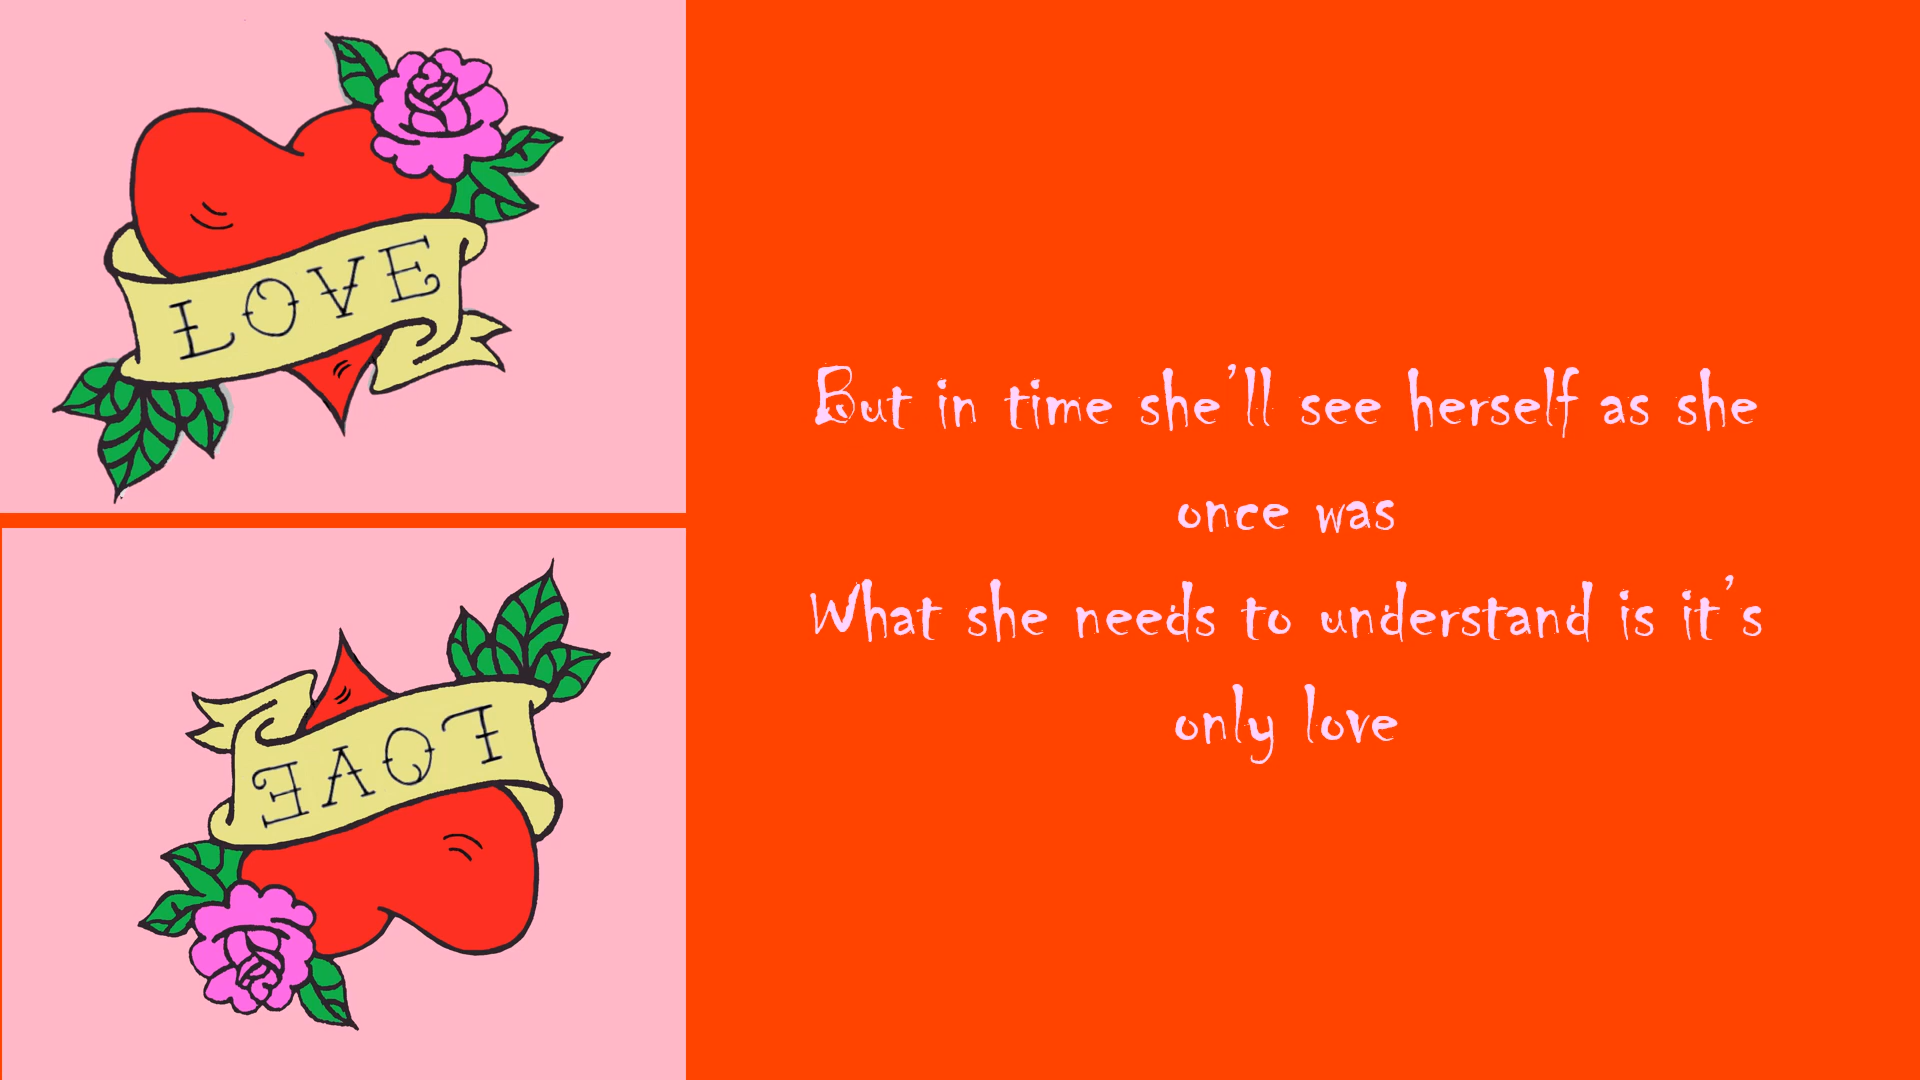 LOVE
LOVE
But in time she'll see herself as she
once was
What she needs to understand is it's
only love